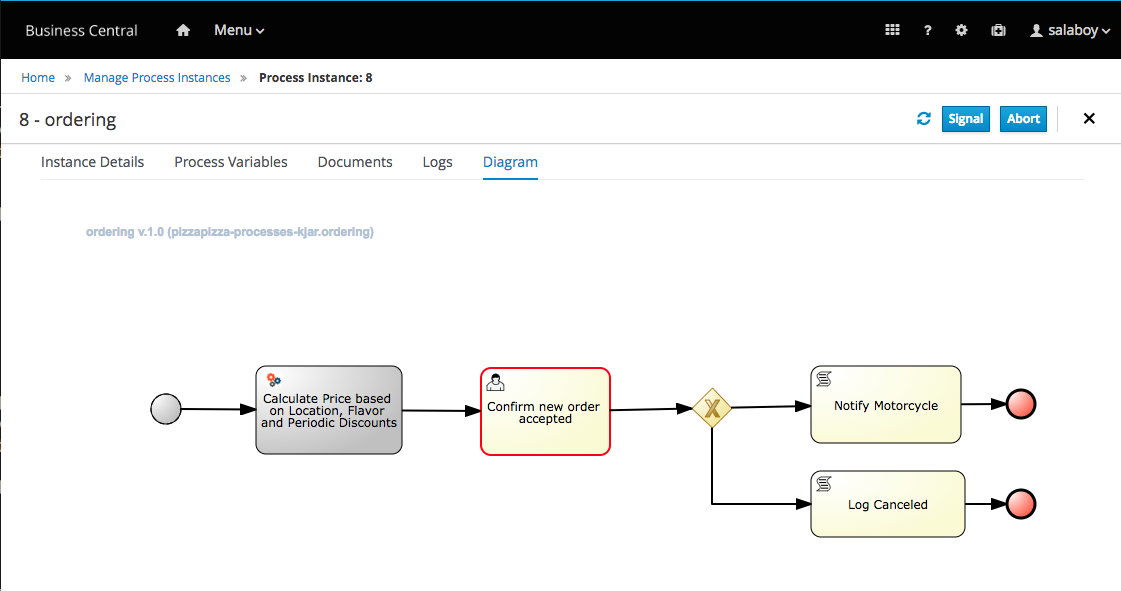 Business Central Menu ? salaboy
Home » Manage Process Instances » Process Instance: 8
8 - ordering Signal Abort
Instance Details Process Variables Documents Logs Diagram
ordering v.1.0 (pizzapizza-processes-kjar.ordering)
Calculate Price based
on Location, Flavor
and Periodic Discounts
Confirm new order
accepted
X
Notify Motorcycle
Log Canceled